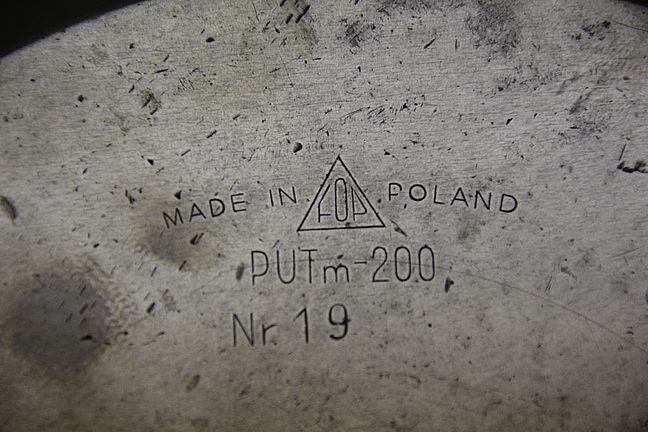 MADE IN FOP POLAND
PUTm-200
Nr. 19